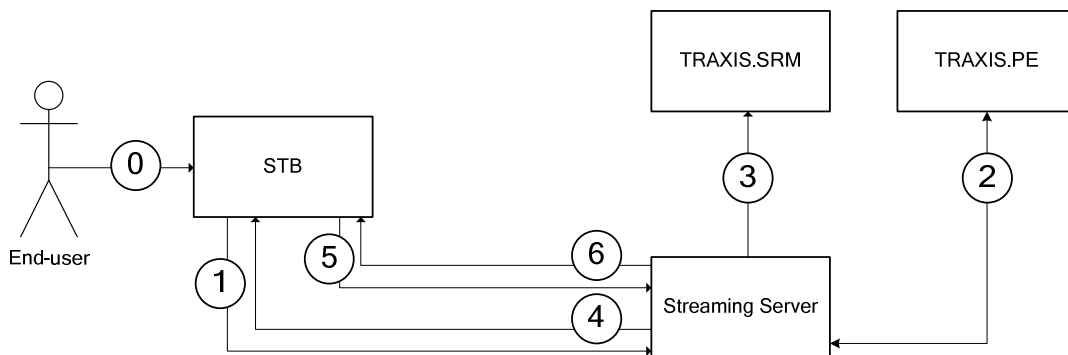 TRAXIS.SRM
TRAXIS.PE
0
STB
3
2
End-user
1
5
6
4
Streaming Server